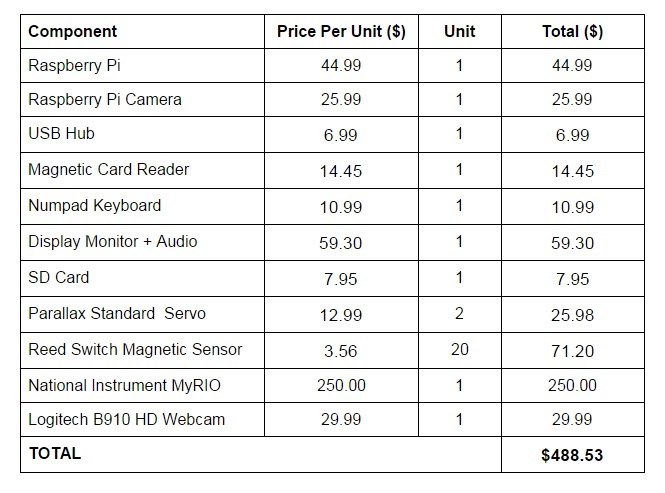 Component Price Per Unit ($) Unit Total ($)
Raspberry Pi 44.99 1 44.99
Raspberry Pi Camera 25.99 1 25.99
USB Hub 6.99 1 6.99
Magnetic Card Reader 14.45 1 14.45
Numpad Keyboard 10.99 1 10.99
Display Monitor + Audio 59.30 1 59.30
SD Card 7.95 1 7.95
Parallax Standard Servo 12.99 2 25.98
Reed Switch Magnetic Sensor 3.56 20 71.20
National Instrument MyRIO 250.00 1 250.00
Logitech B910 HD Webcam 29.99 1 29.99
TOTAL $488.53